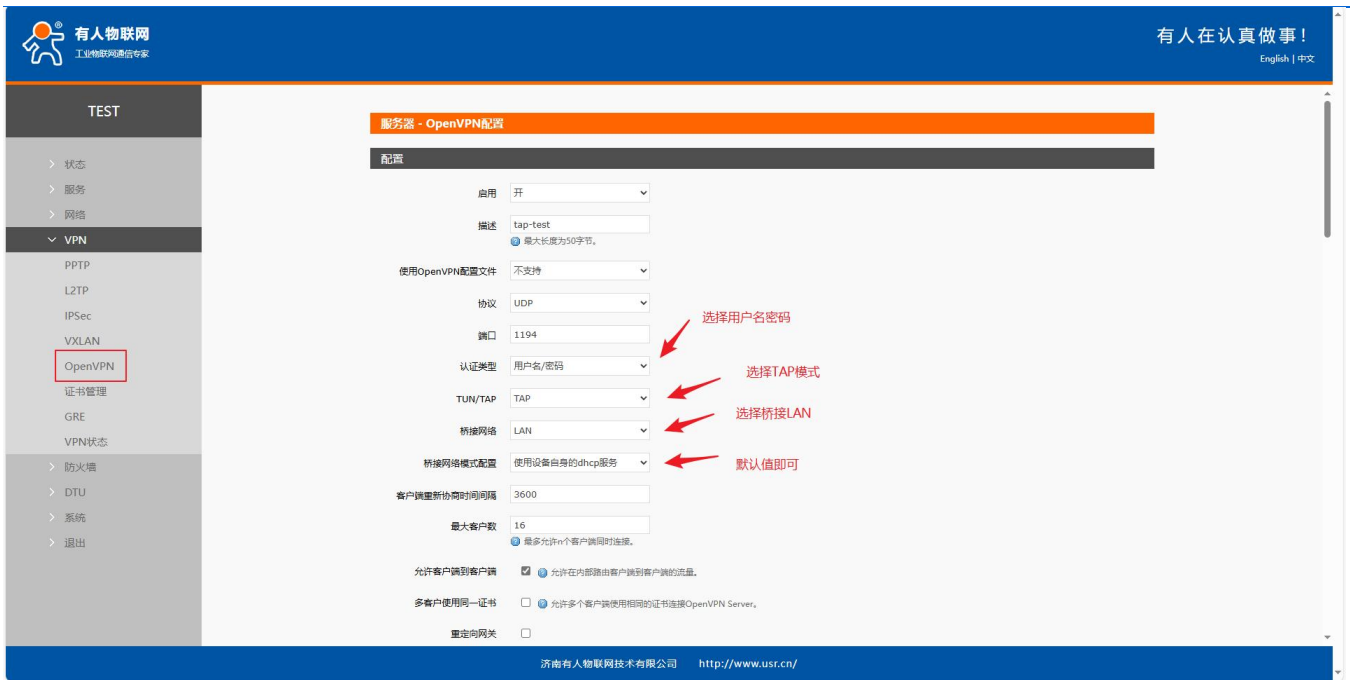 有人物联网
工业物联网通信专家
有人在认真做事！
English | 中文
TEST
状态
服务
网络
VPN
PPTP
L2TP
IPSec
VXLAN
OpenVPN
证书管理
GRE
VPN状态
防火墙
DTU
系统
退出
服务器 - OpenVPN配置
配置
启用 开
描述 tap-test
最大长度为50字节。
使用OpenVPN配置文件 不支持
协议 UDP
端口 1194
选择用户名密码
认证类型 用户名/密码
选择TAP模式
TUN/TAP TAP
选择桥接LAN
桥接网络 LAN
桥接网络模式配置 使用设备自身的dhcp服务
默认值即可
客户端重新协商时间间隔 3600
最大客户数 16
最多允许n个客户端同时连接。
允许客户端到客户端 允许在内部路由客户端到客户端的流量。
多客户使用同一证书 允许多个客户端使用相同的证书连接OpenVPN Server。
重定向网关
济南有人物联网技术有限公司 http://www.usr.cn/